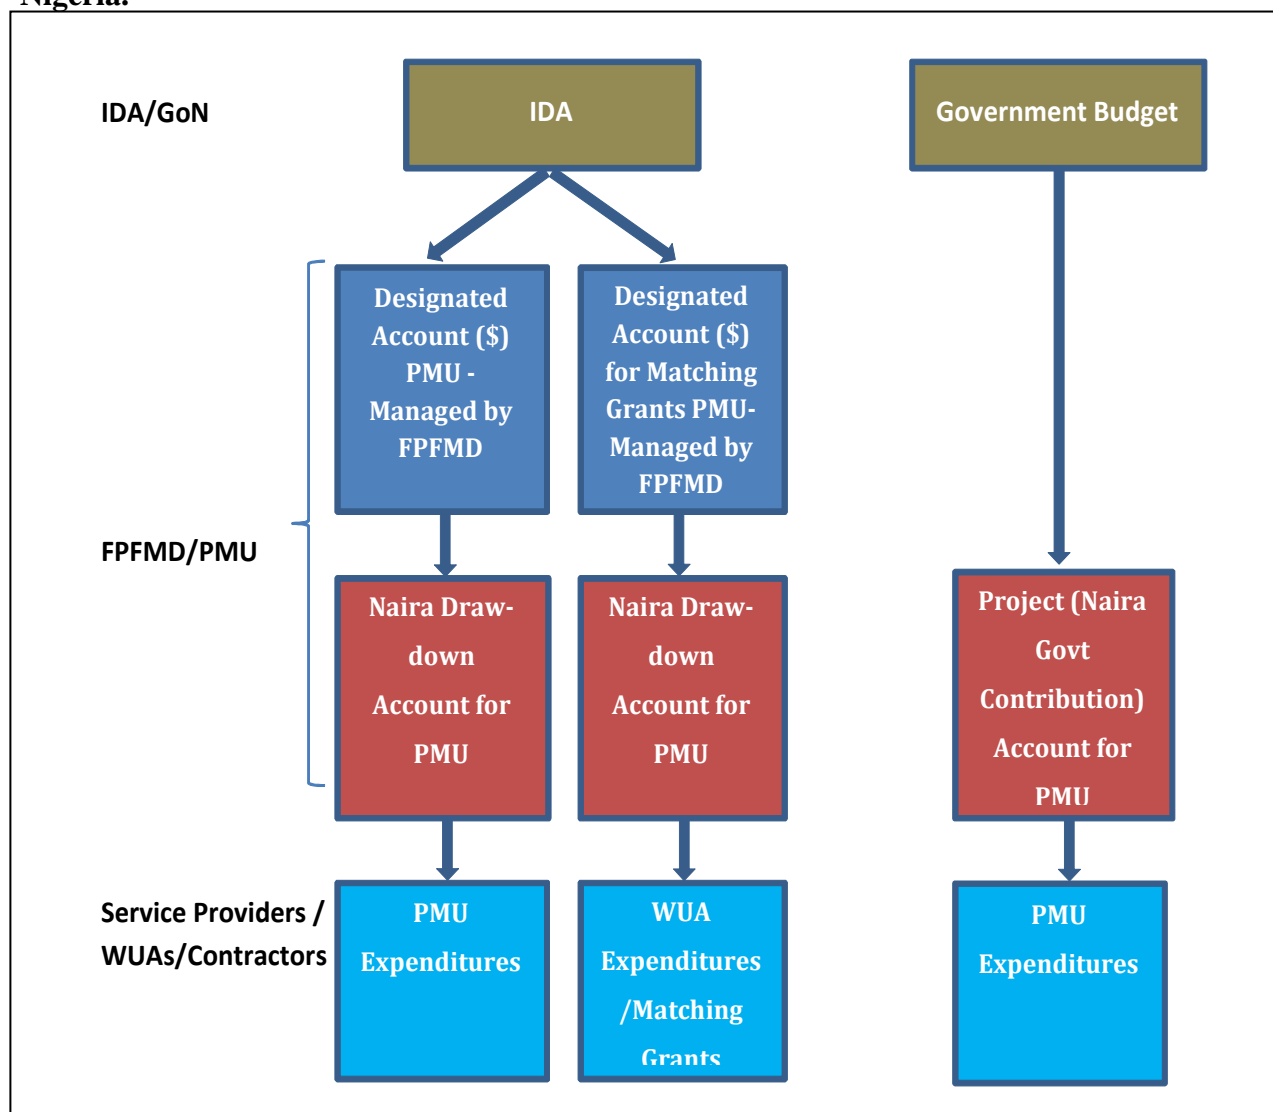 Nigeria.
IDA/GoN
IDA
Government Budget
Designated
Account ($)
PMU -
Managed by
FPFMD
Designated
Account ($)
for Matching
Grants PMU-
Managed by
FPFMD
FPFMD/PMU
Naira Draw-
down
Account for
PMU
Naira Draw-
down
Account for
PMU
Project (Naira
Govt
Contribution)
Account for
PMU
Service Providers /
WUAs/Contractors
PMU
Expenditures
WUA
Expenditures
/Matching
Grants
PMU
Expenditures